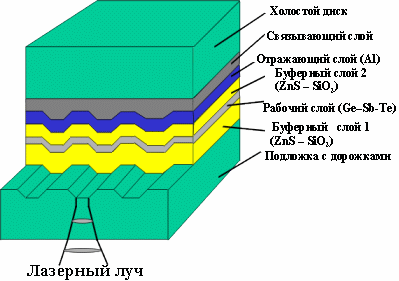 Холостой диск
Связывающий слой
Отражающий слой (Al)
Буферный слой 2
(ZnS – SiO₂)
Рабочий слой (Ge–Sb-Te)
Буферный слой 1
(ZnS – SiO₂)
Подложка с дорожками
Лазерный луч